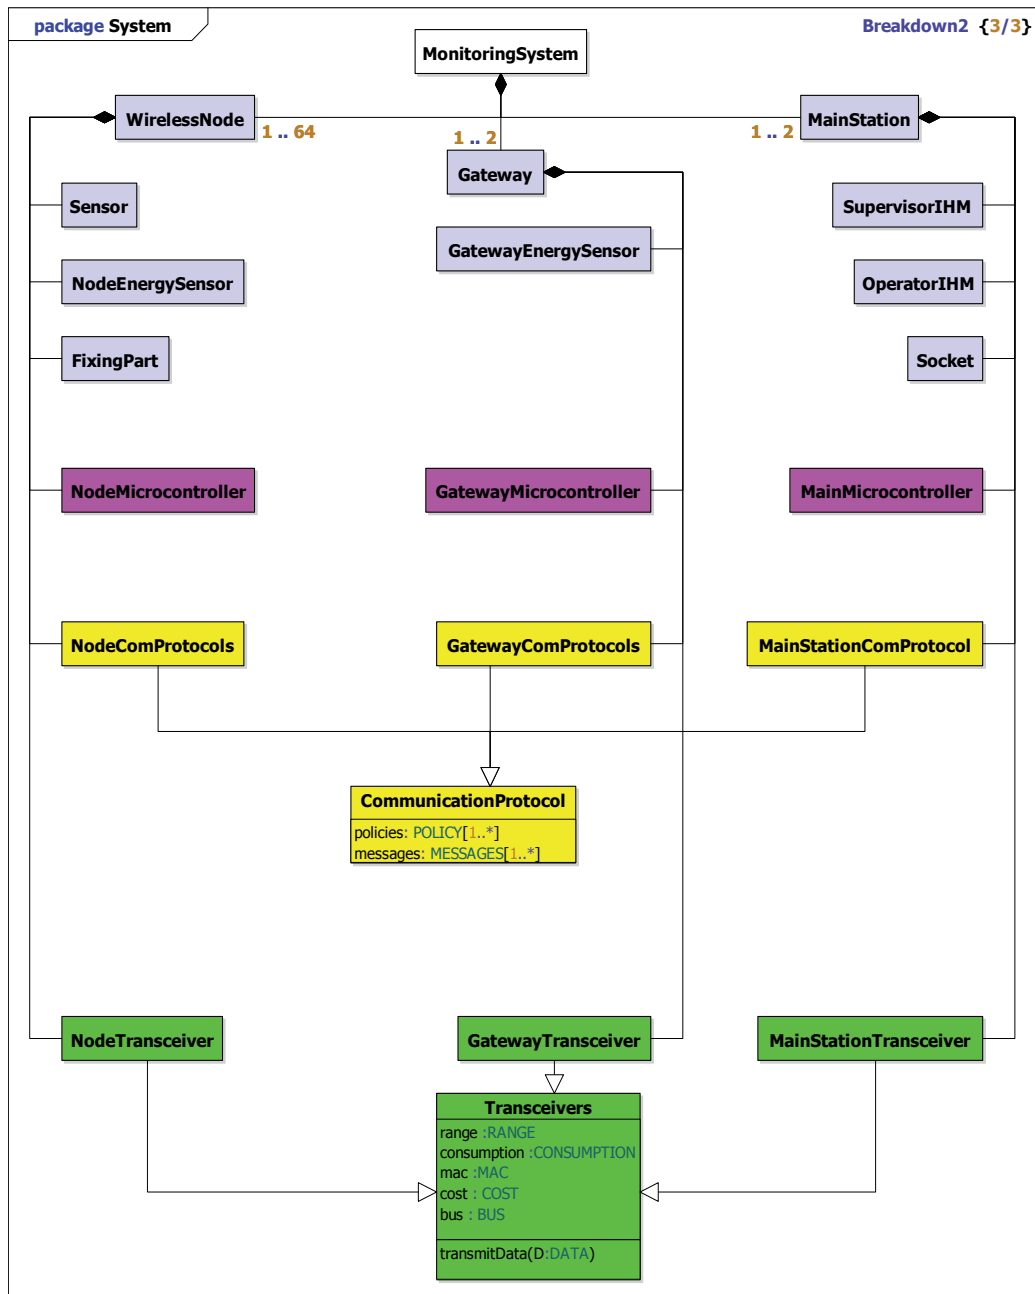 package System
Breakdown2 {3/3}
MonitoringSystem
WirelessNode
MainStation
1 .. 64
1 .. 2
1 .. 2
Gateway
Sensor
SupervisorIHM
GatewayEnergySensor
NodeEnergySensor
OperatorIHM
FixingPart
Socket
NodeMicrocontroller
GatewayMicrocontroller
MainMicrocontroller
NodeComProtocols
GatewayComProtocols
MainStationComProtocol
CommunicationProtocol
policies: POLICY[1..*]
messages: MESSAGES[1..*]
NodeTransceiver
GatewayTransceiver
MainStationTransceiver
Transceivers
range :RANGE
consumption :CONSUMPTION
mac :MAC
cost : COST
bus : BUS
transmitData(D:DATA)